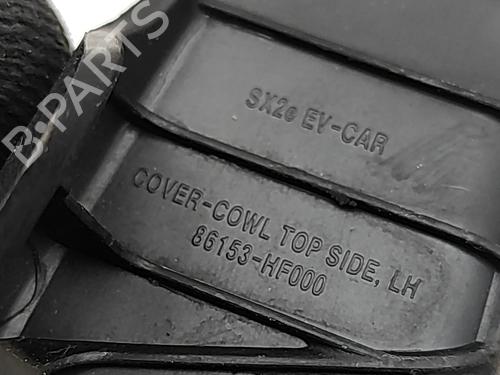 B-PARTS
SX2e EV-CAR
COVER-COWL TOP SIDE, LH
86153-HF000